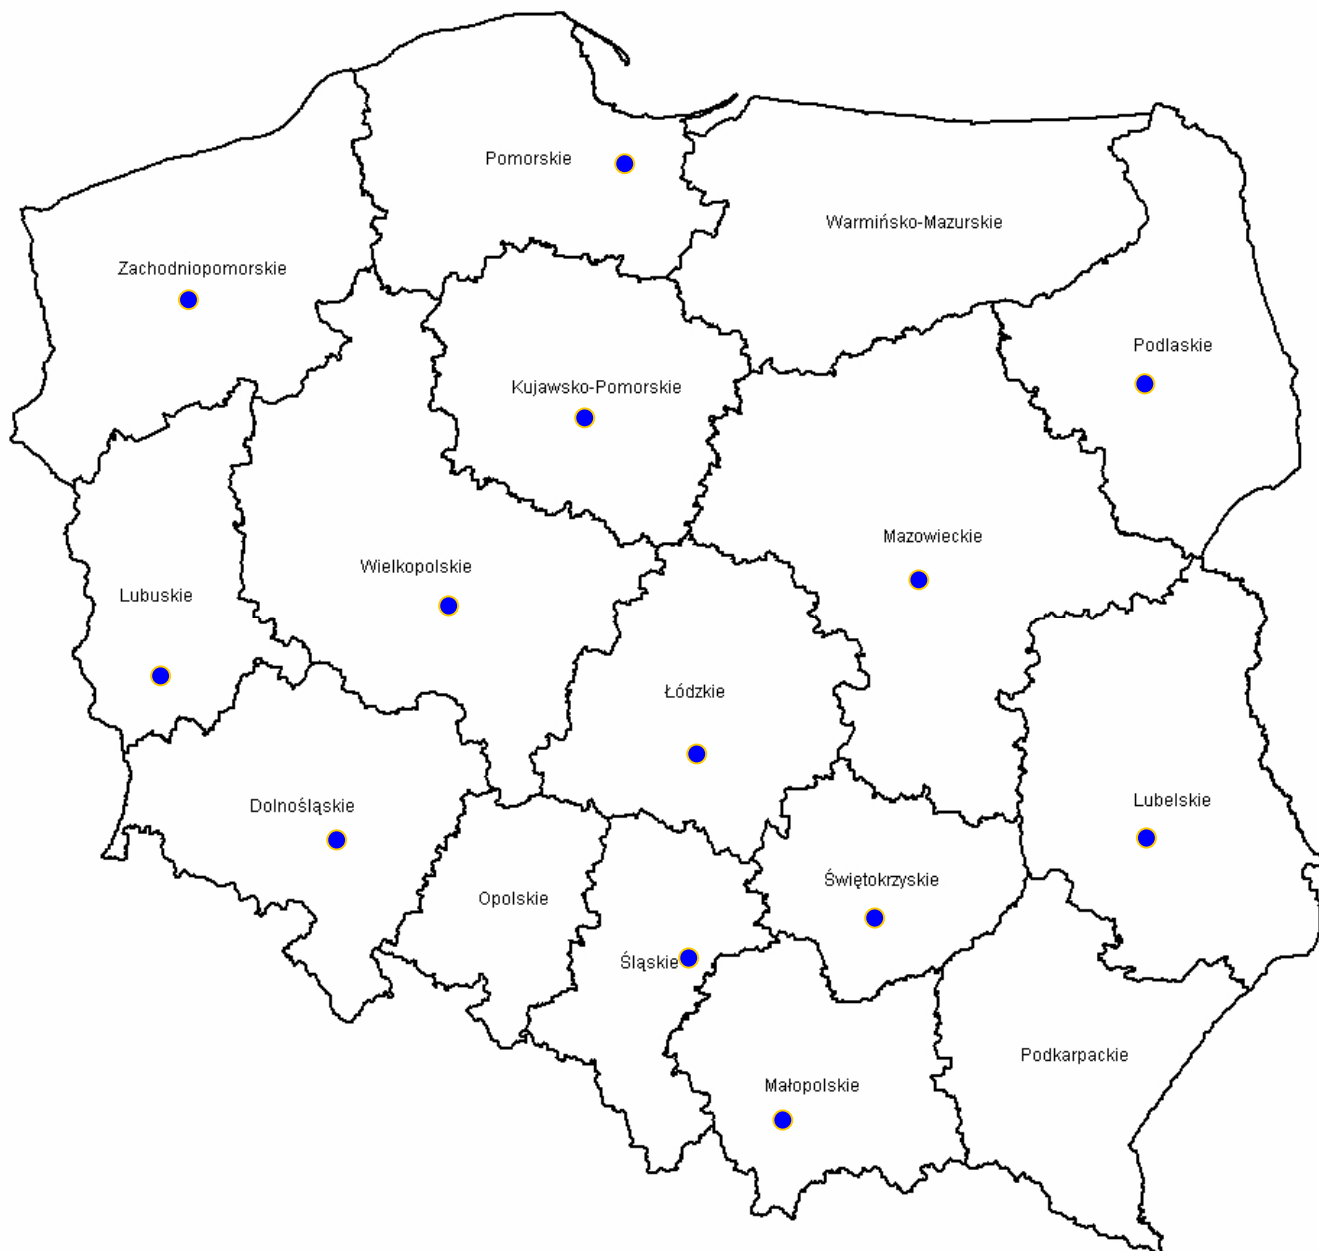 Pomorskie
Warmińsko-Mazurskie
Zachodniopomorskie
Podlaskie
Kujawsko-Pomorskie
Mazowieckie
Wielkopolskie
Lubuskie
Łódzkie
Dolnośląskie
Lubelskie
Świętokrzyskie
Opolskie
Śląskie
Podkarpackie
Małopolskie